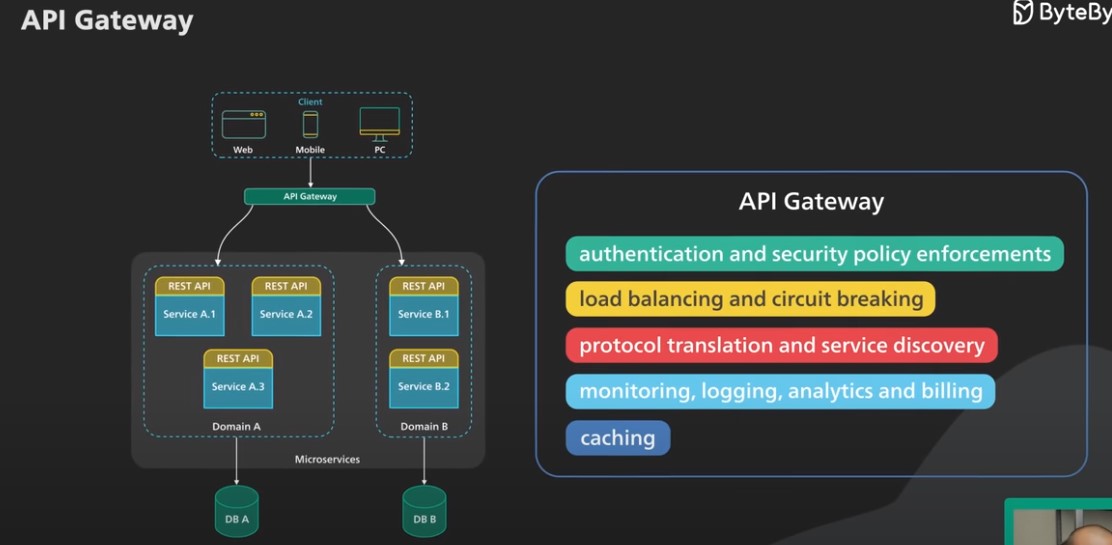 API Gateway
ByteBy
Client
Web Mobile PC
API Gateway
REST API REST API
Service A.1 Service A.2
REST API
Service A.3
Domain A
REST API
Service B.1
REST API
Service B.2
Domain B
Microservices
DB A
DB B
API Gateway
authentication and security policy enforcements
load balancing and circuit breaking
protocol translation and service discovery
monitoring, logging, analytics and billing
caching